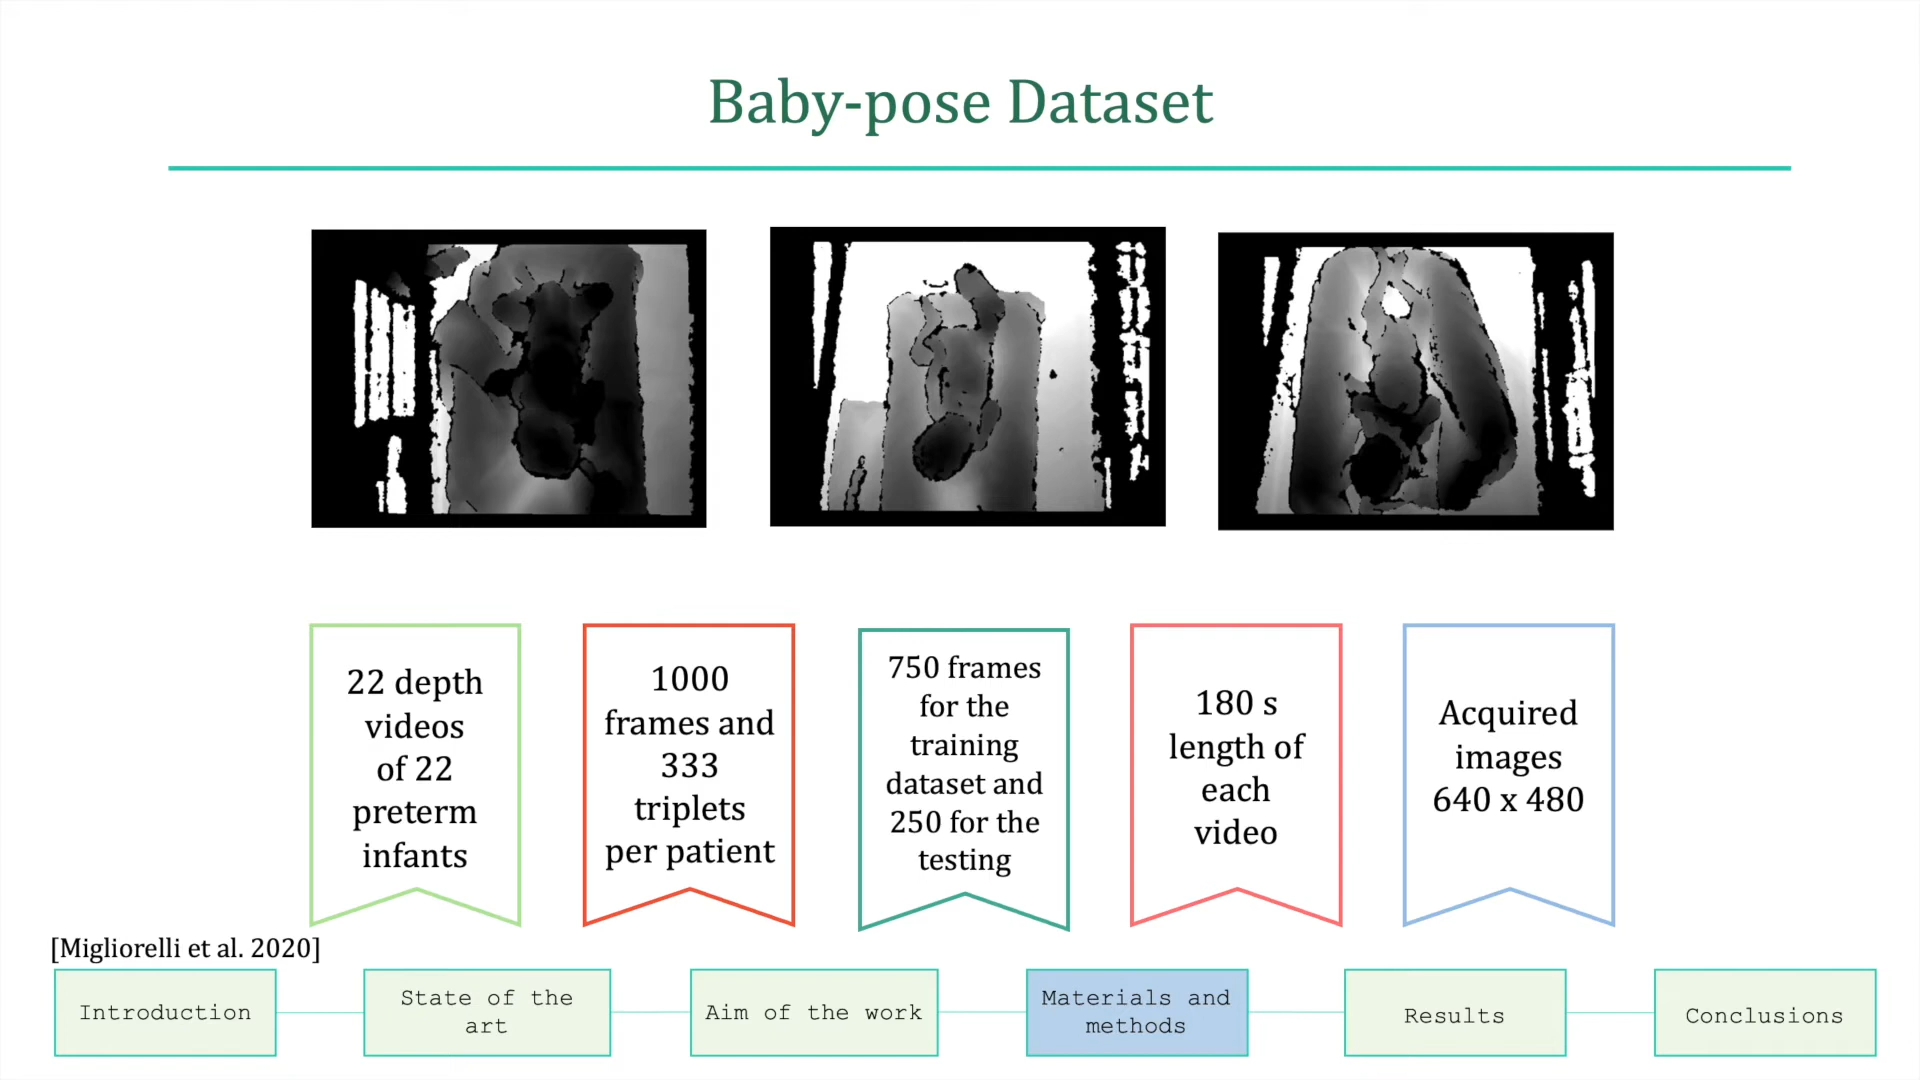 Baby-pose Dataset
22 depth
videos
of 22
preterm
infants
1000
frames and
333
triplets
per patient
750 frames
for the
training
dataset and
250 for the
testing
180 s
length of
each
video
Acquired
images
640 x 480
[Migliorelli et al. 2020]
Introduction
State of the
art
Aim of the work
Materials and
methods
Results
Conclusions